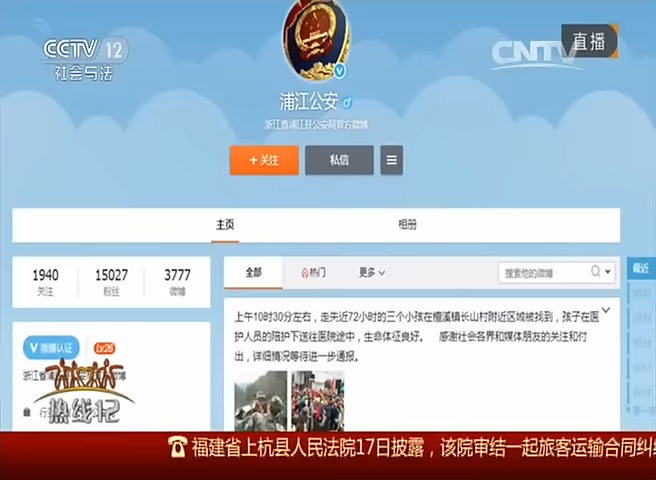 CCTV 12
社会与法
CNTV
直播
浦江公安
浙江省浦江县公安局官方微博
+关注
私信
主页
相册
1940
关注
15027
粉丝
3777
微博
全部
热门
更多
搜索他的微博
最近
上午10时30分左右，走失近72小时的三个小孩在檀溪镇长山村附近区域被找到，孩子在医
护人员的陪护下送往医院途中，生命体征良好。 感谢社会各界和媒体朋友的关注和付
出，详细情况等待进一步通报。
V 微博认证
Lv26
热线12
福建省上杭县人民法院17日披露，该院审结一起旅客运输合同纠